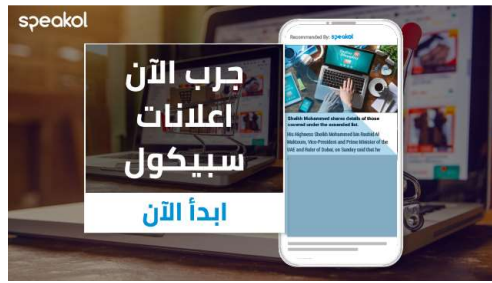 speakol
جرب الآن
اعلانات
سبيكول
ابدأ الآن
Recommended By: speakol
Sheikh Mohammed shares details of those
covered under the expanded list.
His Highness Sheikh Mohammed bin Rashid Al
Maktoum, Vice-President and Prime Minister of the
UAE and Ruler of Dubai, on Sunday said that he